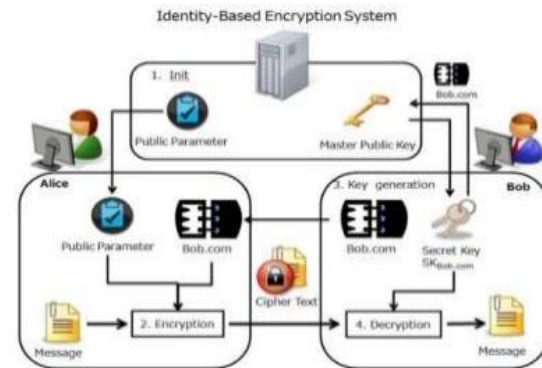 Identity-Based Encryption System
1. Init
Bob.com
Public Parameter
Master Public Key
Alice
3. Key generation
Bob
Public Parameter
Bob.com
Bob.com
Secret Key
SKBob.com
Cipher Text
Message
2. Encryption
4. Decryption
Message